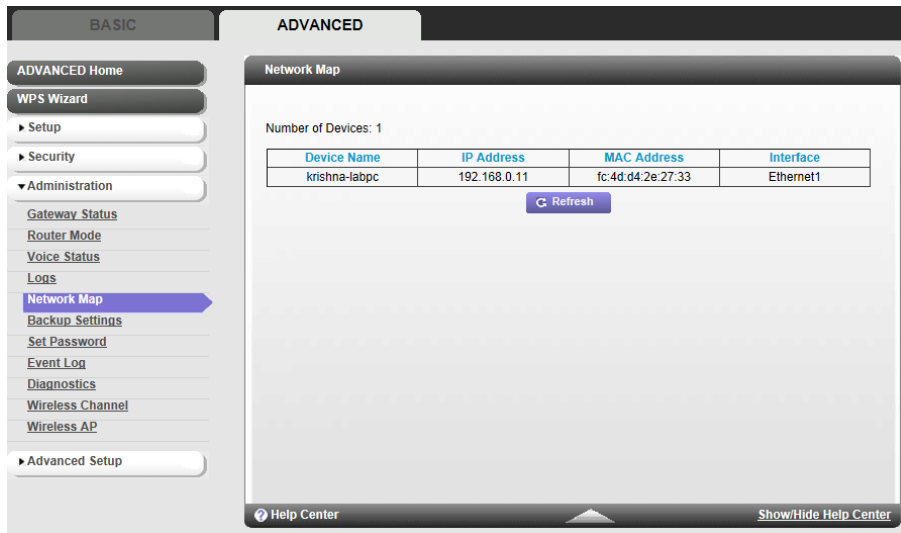 BASIC
ADVANCED
ADVANCED Home
WPS Wizard
Setup
Security
Administration
Gateway Status
Router Mode
Voice Status
Logs
Network Map
Backup Settings
Set Password
Event Log
Diagnostics
Wireless Channel
Wireless AP
Advanced Setup
Network Map
Number of Devices: 1
Device Name IP Address MAC Address Interface
krishna-labpc 192.168.0.11 fc:4d:d4:2e:27:33 Ethernet1
Refresh
Help Center Show/Hide Help Center